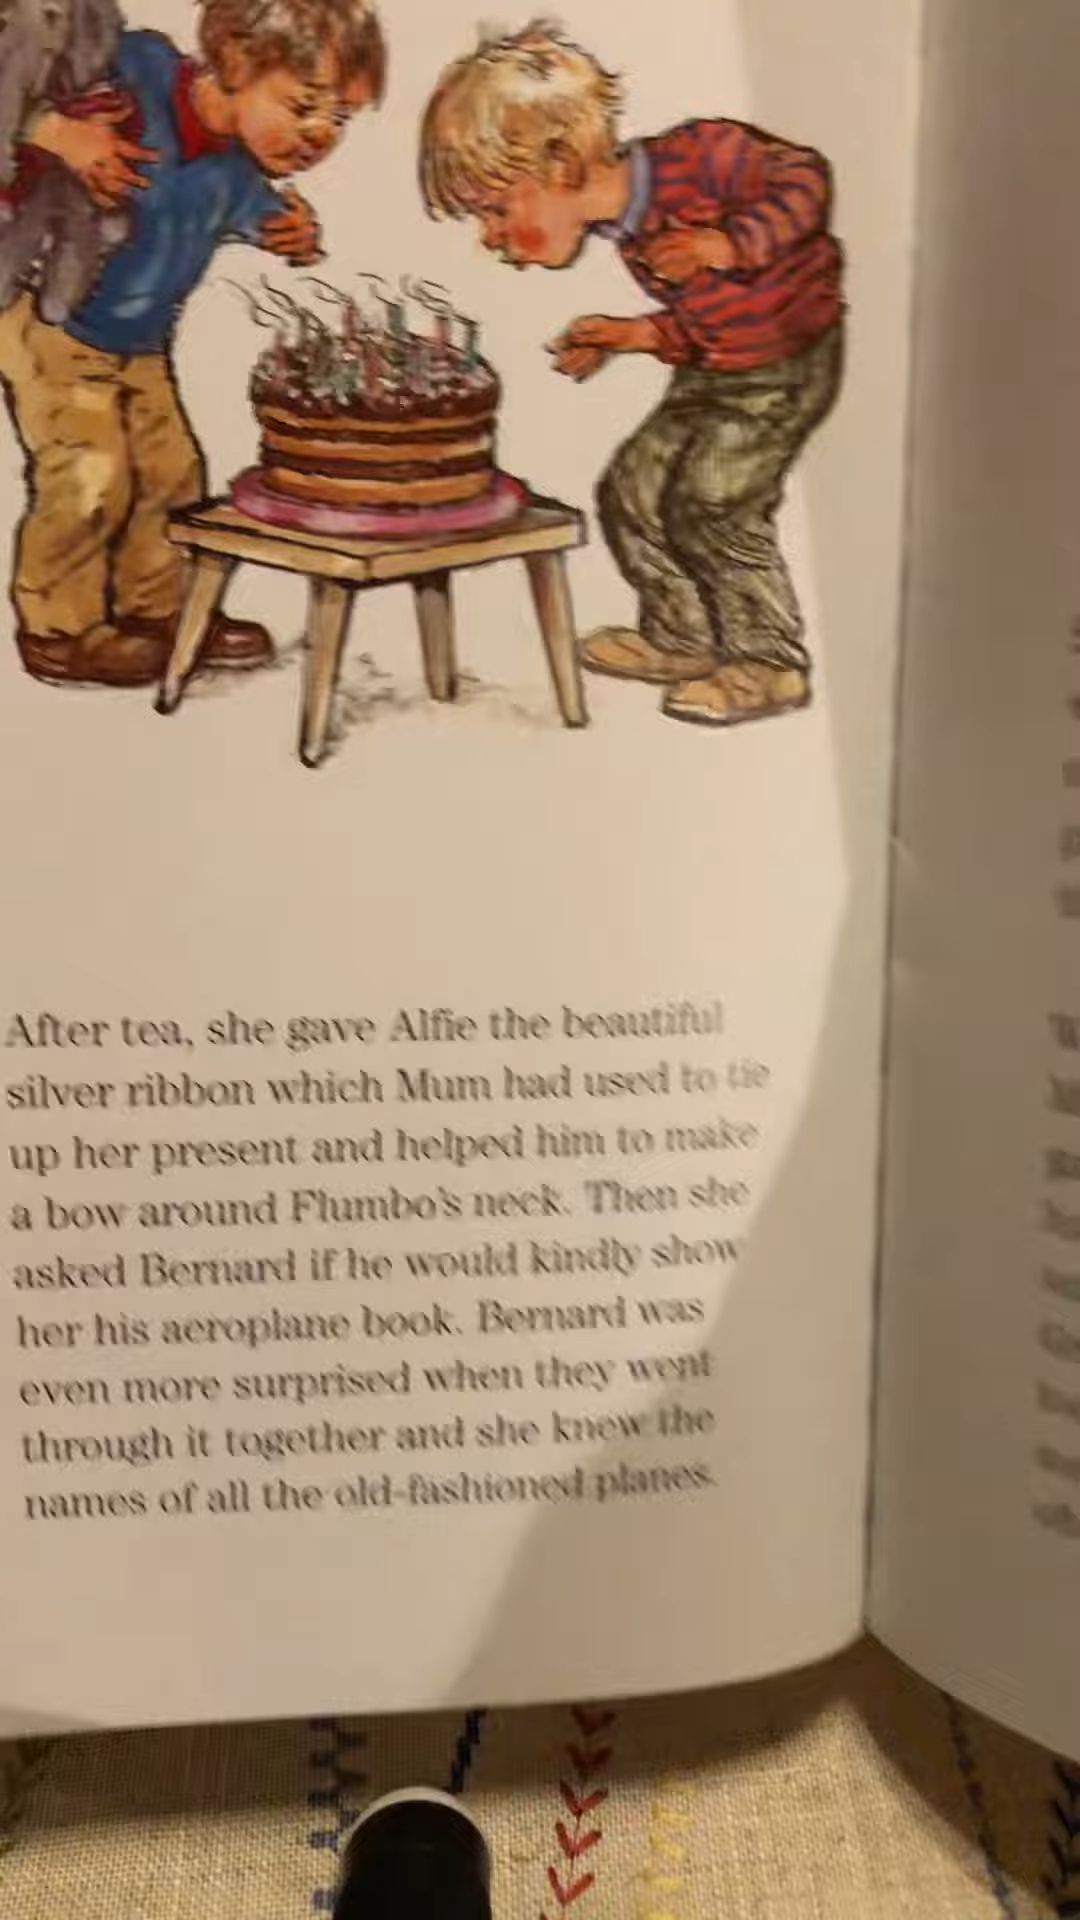 After tea, she gave Alfie the beautiful
silver ribbon which Mum had used to tie
up her present and helped him to make
a bow around Flumbo's neck. Then she
asked Bernard if he would kindly show
her his aeroplane book. Bernard was
even more surprised when they went
through it together and she knew the
names of all the old-fashioned planes.